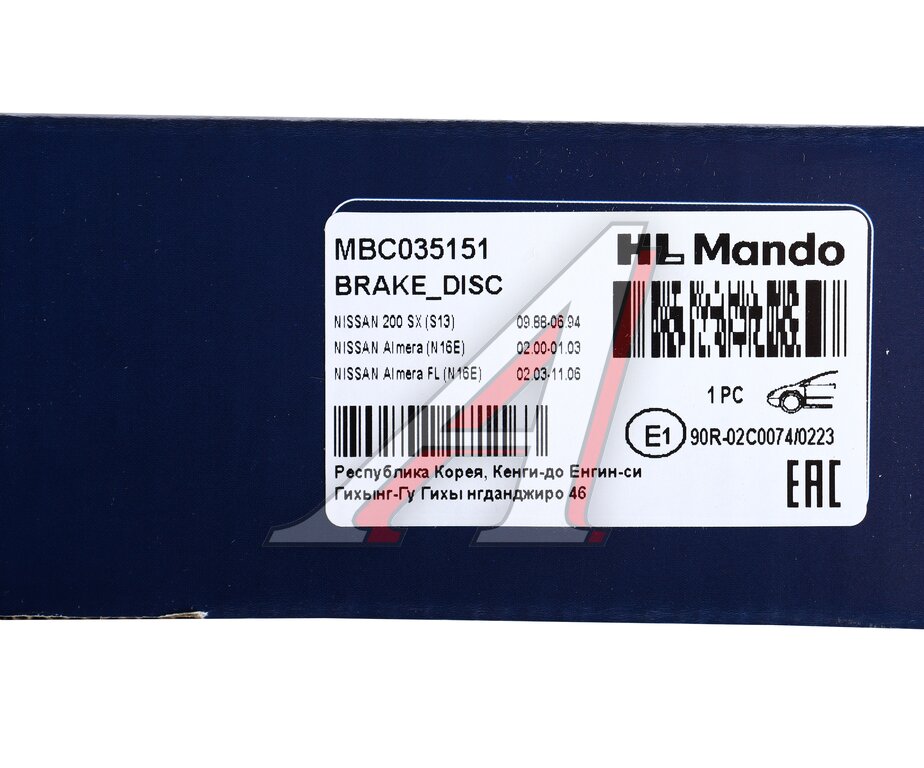 MBC035151
BRAKE_DISC
HL Mando
NISSAN 200 SX (S13) 09.88-06.94
NISSAN Almera (N16E) 02.00-01.03
NISSAN Almera FL (N16E) 02.03-11.06
1 PC
E1 90R-02C0074/0223
Республика Корея, Кенги-до Енгин-си
Гихынг-Гу Гихы нгданджиро 46
EAC